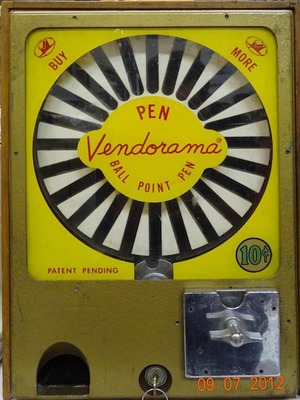 BUY
MORE
PEN
Vendorama®
BALL POINT PEN
10¢
PATENT PENDING
09 07 2012